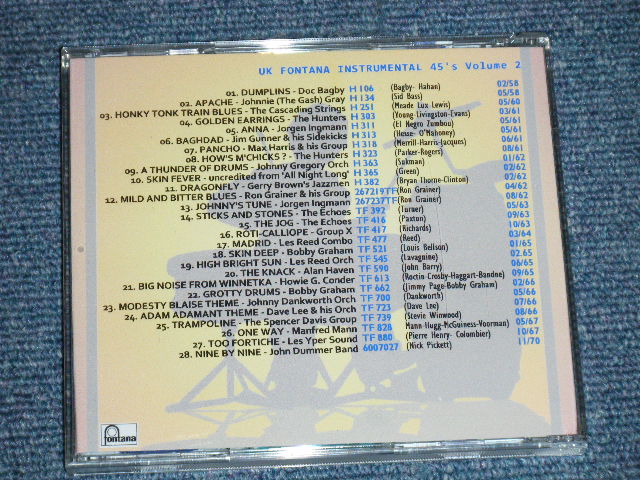 UK FONTANA INSTRUMENTAL 45's Volume 2
01. DUMPLINS - Doc Bagby H 106 (Bagby- Hahan) 02/58
02. APACHE - Johnnie (The Gash) Gray H 134 (Sid Bass) 05/58
03. HONKY TONK TRAIN BLUES - The Cascading Strings H 251 (Meade Lux Lewis) 05/60
04. GOLDEN EARRINGS - The Hunters H 303 (Young-Livingston-Evans) 03/61
05. ANNA - Jorgen Ingmann H 311 (El Negro Zumbou) 05/61
06. BAGHDAD - Jim Gunner & his Sidekicks H 313 (Hesse- O'Mahoney) 05/61
07. PANCHO - Max Harris & his Group H 318 (Merrill-Harris-Jacques) 06/61
08. HOW'S M'CHICKS? - The Hunters H 323 (Parker-Rogers) 08/61
09. A THUNDER OF DRUMS - Johnny Gregory Orch H 363 (Sukman) 01/62
10. SKIN FEVER - uncredited from 'All Night Long' H 365 (Green) 02/62
11. DRAGONFLY - Gerry Brown's Jazzmen H 382 (Bryan Thorne-Clinton) 02/62
12. MILD AND BITTER BLUES - Ron Grainer & his Group 267219TF (Ron Grainer) 04/62
13. JOHNNY'S TUNE - Jorgen Ingmann 267237TF (Ron Grainer) 08/62
14. STICKS AND STONES - The Echoes TF 392 (Turner) 05/63
15. THE JOG - The Echoes TF 416 (Paxton) 09/63
16. ROTI-CALLIOPE - Group X TF 417 (Richards) 10/63
17. MADRID - Les Reed Combo TF 477 (Reed) 03/64
18. SKIN DEEP - Bobby Graham TF 521 (Louis Belison) 01/65
19. HIGH BRIGHT SUN - Les Reed Orch TF 545 (Lavagnine) 02.65
20. THE KNACK - Alan Haven TF 590 (John Barry) 06/65
21. BIG NOISE FROM WINNETKA - Howie G. Conder TF 613 (Roctin-Crosby-Haggart-Bandne) 09/65
22. GROTTY DRUMS - Bobby Graham TF 662 (Jimmy Page-Bobby Graham) 02/66
23. MODESTY BLAISE THEME - Johnny Dankworth Orch TF 700 (Dankworth) 05/66
24. ADAM ADAMANT THEME - Dave Lee & his Orch TF 723 (Dave Lee) 07/66
25. TRAMPOLINE - The Spencer Davis Group TF 739 (Stevie Winwood) 08/66
26. ONE WAY - Manfred Mann TF 828 (Mann-Hugg-McGuiness-Voorman) 05/67
27. TOO FORTICHE - Les Yper Sound TF 880 (Pierre Henry- Colombier) 10/67
28. NINE BY NINE - John Dummer Band 6007027 (Nick Pickett) 11/70
fontana